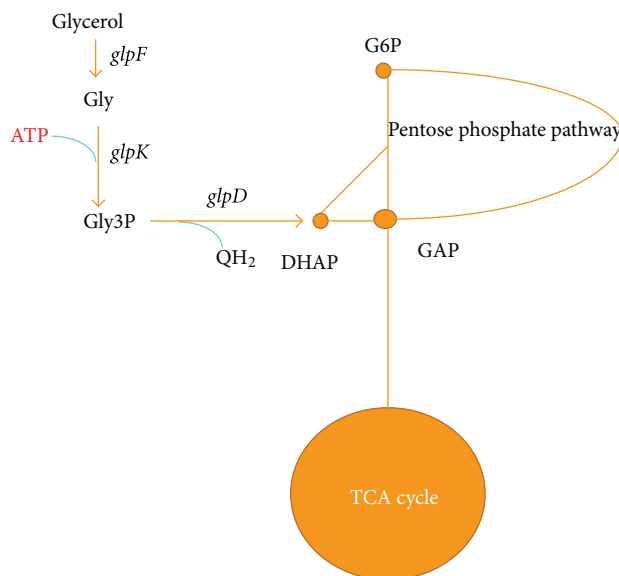 Glycerol
glpF
Gly
ATP
glpK
Gly3P
glpD
QH₂
DHAP
G6P
Pentose phosphate pathway
GAP
TCA cycle